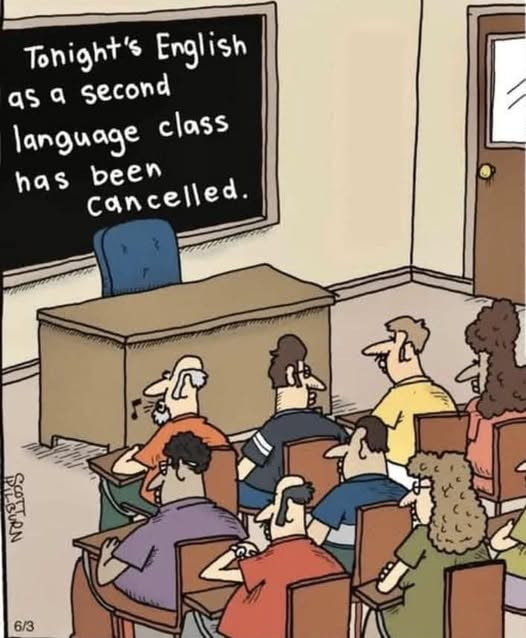 Tonight's English
as a second
language class
has been
cancelled.
SCOTT
HILBURN
6/3